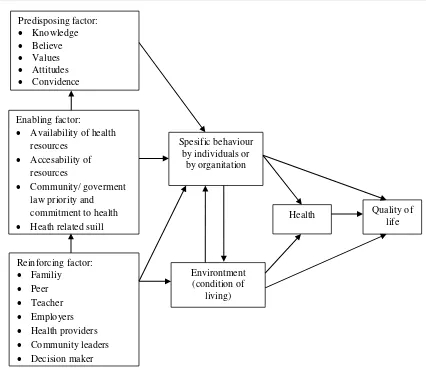 Predisposing factor:
• Knowledge
• Believe
• Values
• Attitudes
• Convidence
Enabling factor:
• Availability of health
resources
• Accesability of
resources
• Community/ goverment
law priority and
commitment to health
• Heath related suill
Reinforcing factor:
• Familiy
• Peer
• Teacher
• Employers
• Health providers
• Community leaders
• Decision maker
Spesific behaviour
by individuals or
by organitation
Environtment
(condition of
living)
Health
Quality of
life